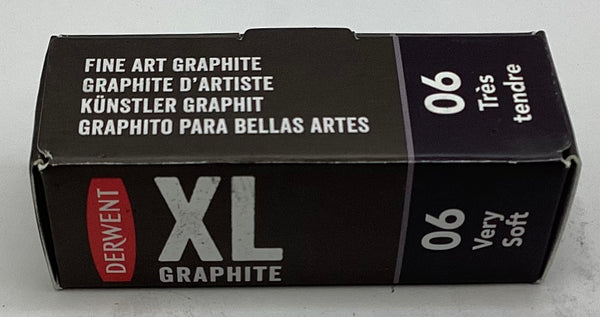 FINE ART GRAPHITE
GRAPHITE D'ARTISTE
KÜNSTLER GRAPHIT
GRAPHITO PARA BELLAS ARTES
06
Très
tendre
DERWENT
XL
GRAPHITE
06
Very
Soft